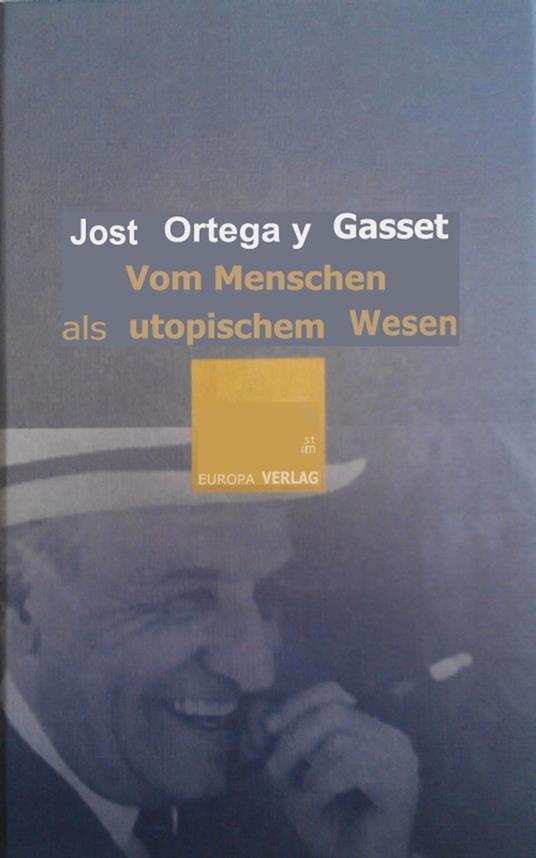 Jost Ortega y Gasset
Vom Menschen
als utopischem Wesen
st
m
EUROPA VERLAG